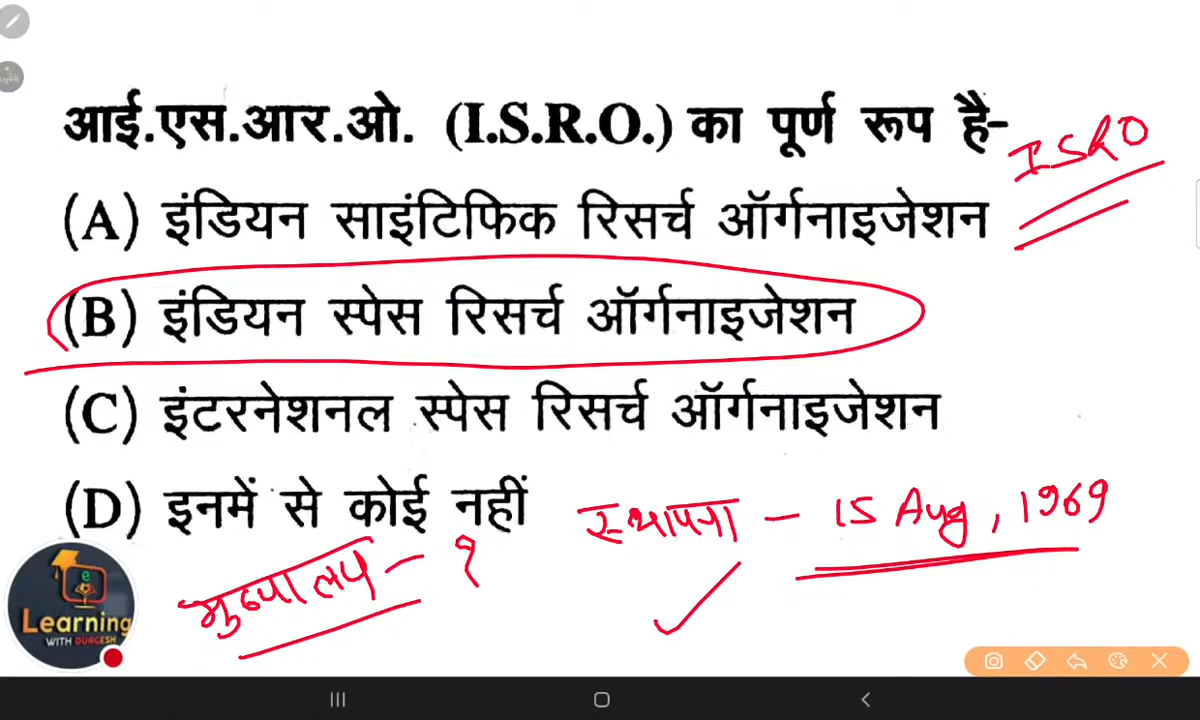 आई.एस.आर.ओ. (I.S.R.O.) का पूर्ण रूप है-
ISRO
(A) इंडियन साइंटिफिक रिसर्च ऑर्गनाइजेशन
(B) इंडियन स्पेस रिसर्च ऑर्गनाइजेशन
(C) इंटरनेशनल स्पेस रिसर्च ऑर्गनाइजेशन
(D) इनमें से कोई नहीं
स्थापना - 15 Aug, 1969
मुख्यालय - ?
e
Learning
WITH DURGESH